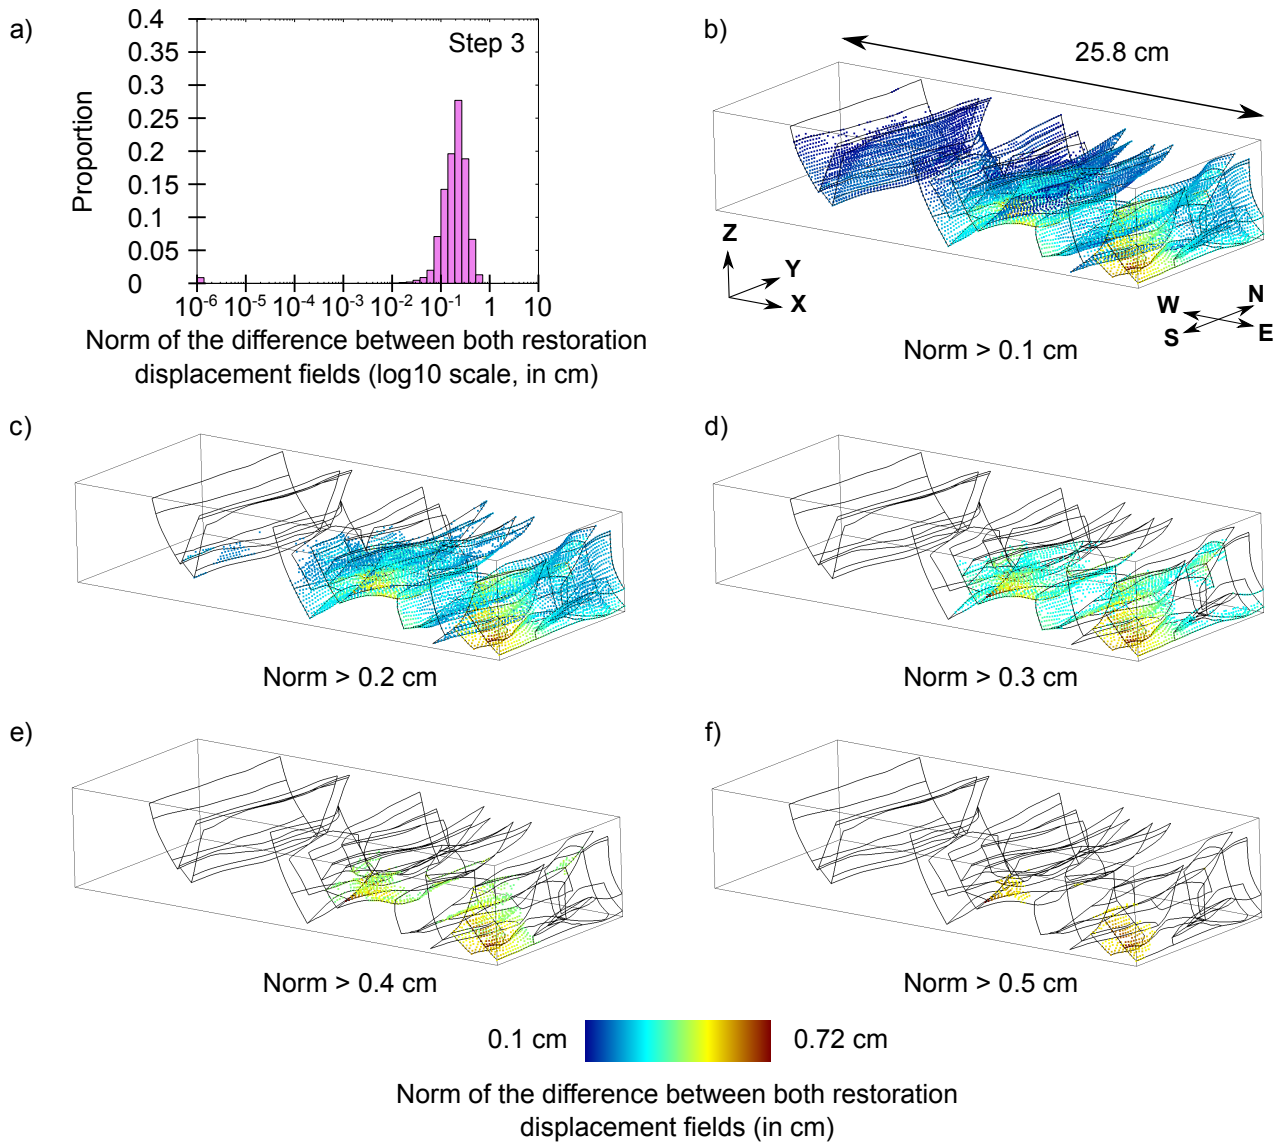 a)
0.4
0.35
0.3
0.25
0.2
0.15
0.1
0.05
0
Proportion
Step 3
10-6 10-5 10-4 10-3 10-2 10-1 1 10
Norm of the difference between both restoration
displacement fields (log10 scale, in cm)
b)
25.8 cm
Z
Y
X
N
W
S
E
Norm > 0.1 cm
c)
Norm > 0.2 cm
d)
Norm > 0.3 cm
e)
Norm > 0.4 cm
f)
Norm > 0.5 cm
0.1 cm 0.72 cm
Norm of the difference between both restoration
displacement fields (in cm)